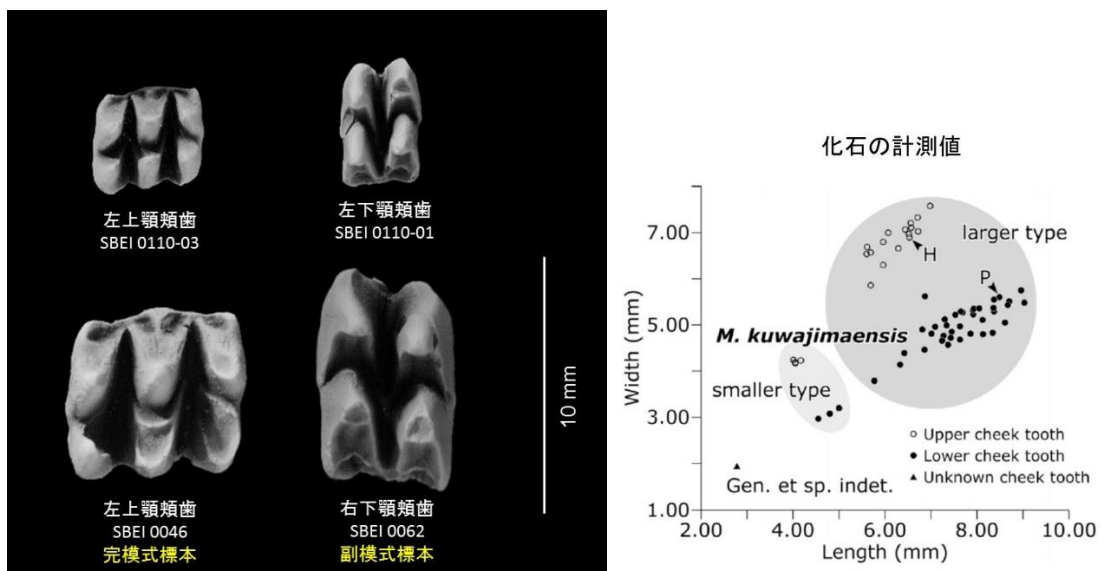 左上顎頬歯
SBEI 0110-03
左下顎頬歯
SBEI 0110-01
左上顎頬歯
SBEI 0046
完模式標本
右下顎頬歯
SBEI 0062
副模式標本
10 mm
化石の計測値
7.00
5.00
3.00
1.00
Width (mm)
larger type
H
P
M. kuwajimaensis
smaller type
Upper cheek tooth
Lower cheek tooth
Unknown cheek tooth
Gen. et sp. indet.
2.00 4.00 6.00 8.00 10.00
Length (mm)